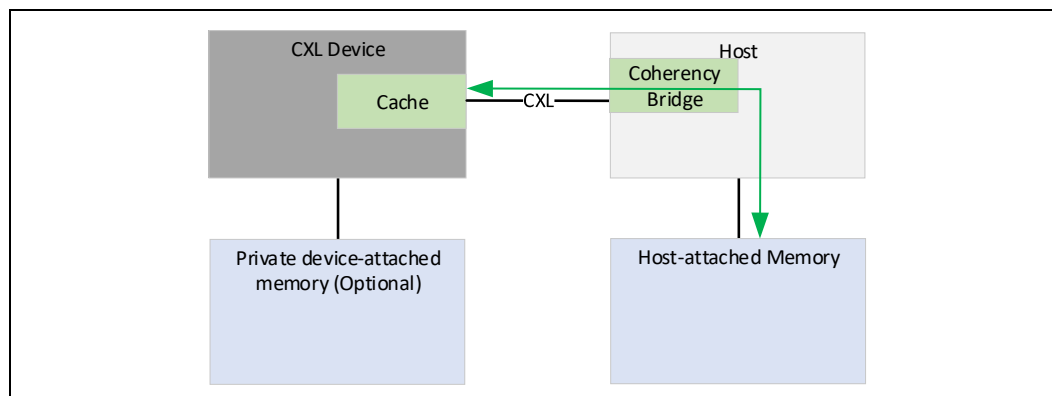 CXL Device
Host
Cache
CXL
Coherency
Bridge
Private device-attached
memory (Optional)
Host-attached Memory